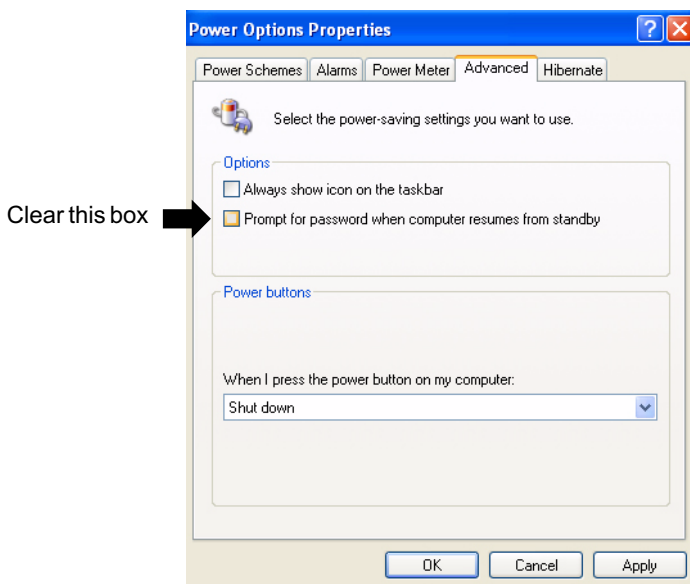 Power Options Properties
Power Schemes Alarms Power Meter Advanced Hibernate
Select the power-saving settings you want to use.
Options
Always show icon on the taskbar
Clear this box
Prompt for password when computer resumes from standby
Power buttons
When I press the power button on my computer:
Shut down
OK Cancel Apply